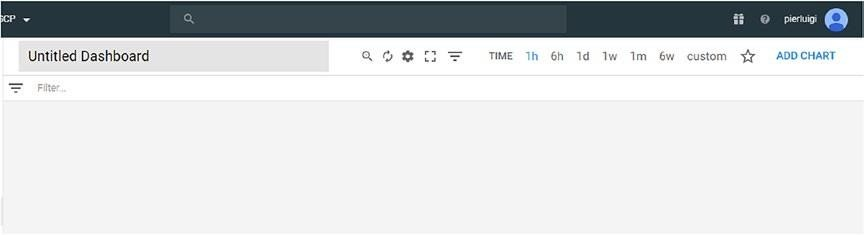 GCP pierluigi
Untitled Dashboard TIME 1h 6h 1d 1w 1m 6w custom ADD CHART
Filter...